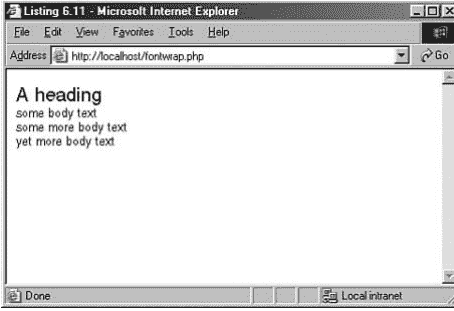 Listing 6.11 - Microsoft Internet Explorer
File Edit View Favorites Tools Help
Address http://localhost/fontwrap.php Go
A heading
some body text
some more body text
yet more body text
Done Local intranet